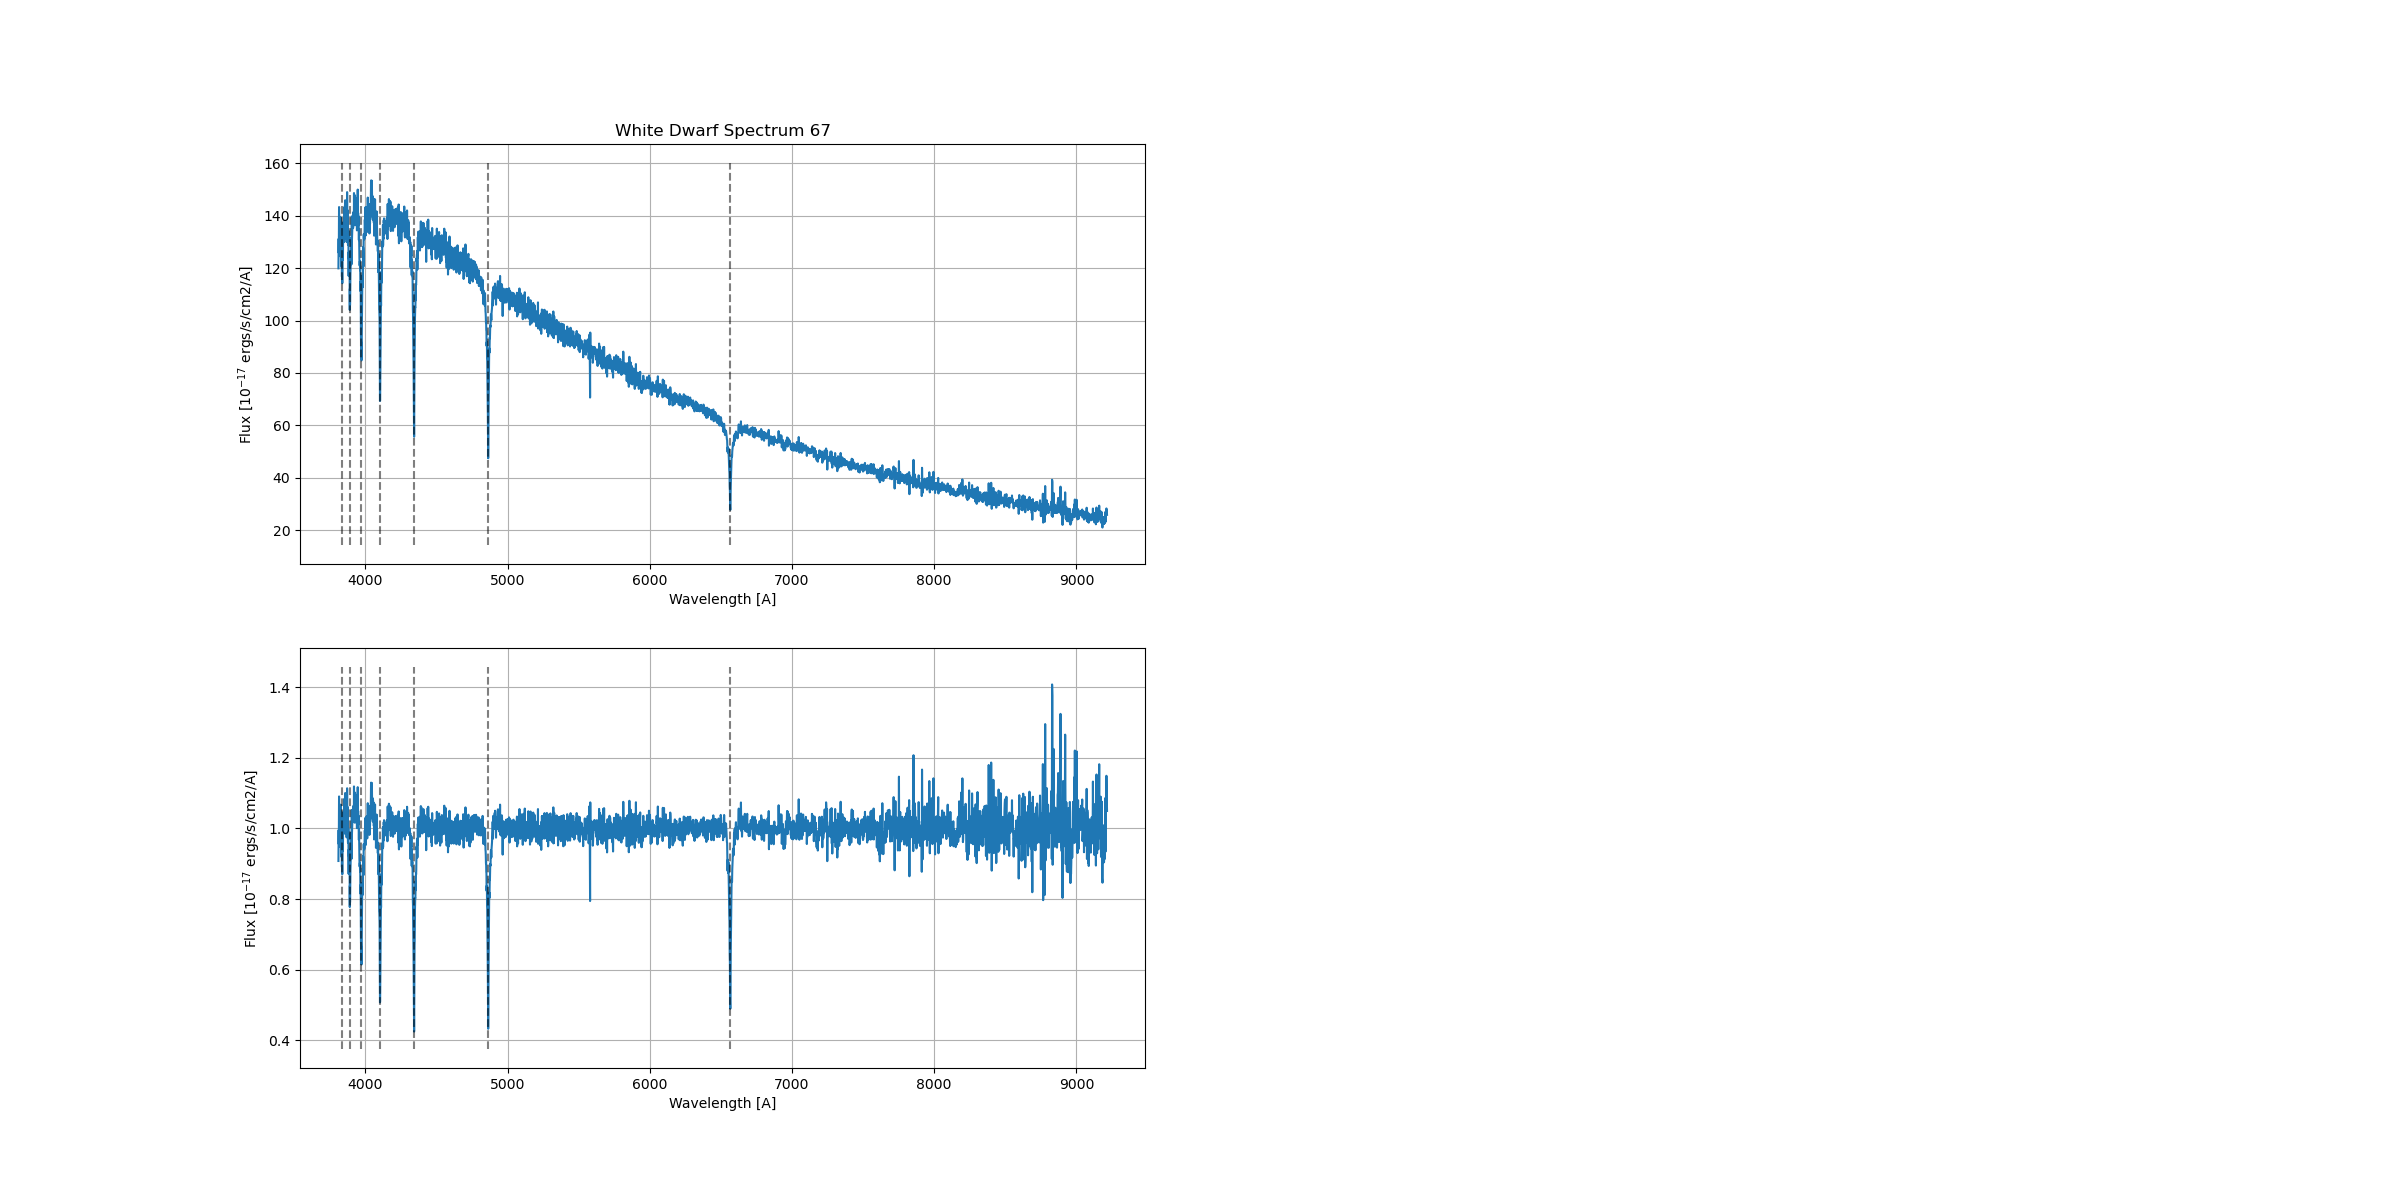 White Dwarf Spectrum 67
160
140
120
100
80
60
40
20
Flux [10⁻¹⁷ ergs/s/cm2/A]
4000 5000 6000 7000 8000 9000
Wavelength [A]
1.4
1.2
1.0
0.8
0.6
0.4
Flux [10⁻¹⁷ ergs/s/cm2/A]
4000 5000 6000 7000 8000 9000
Wavelength [A]